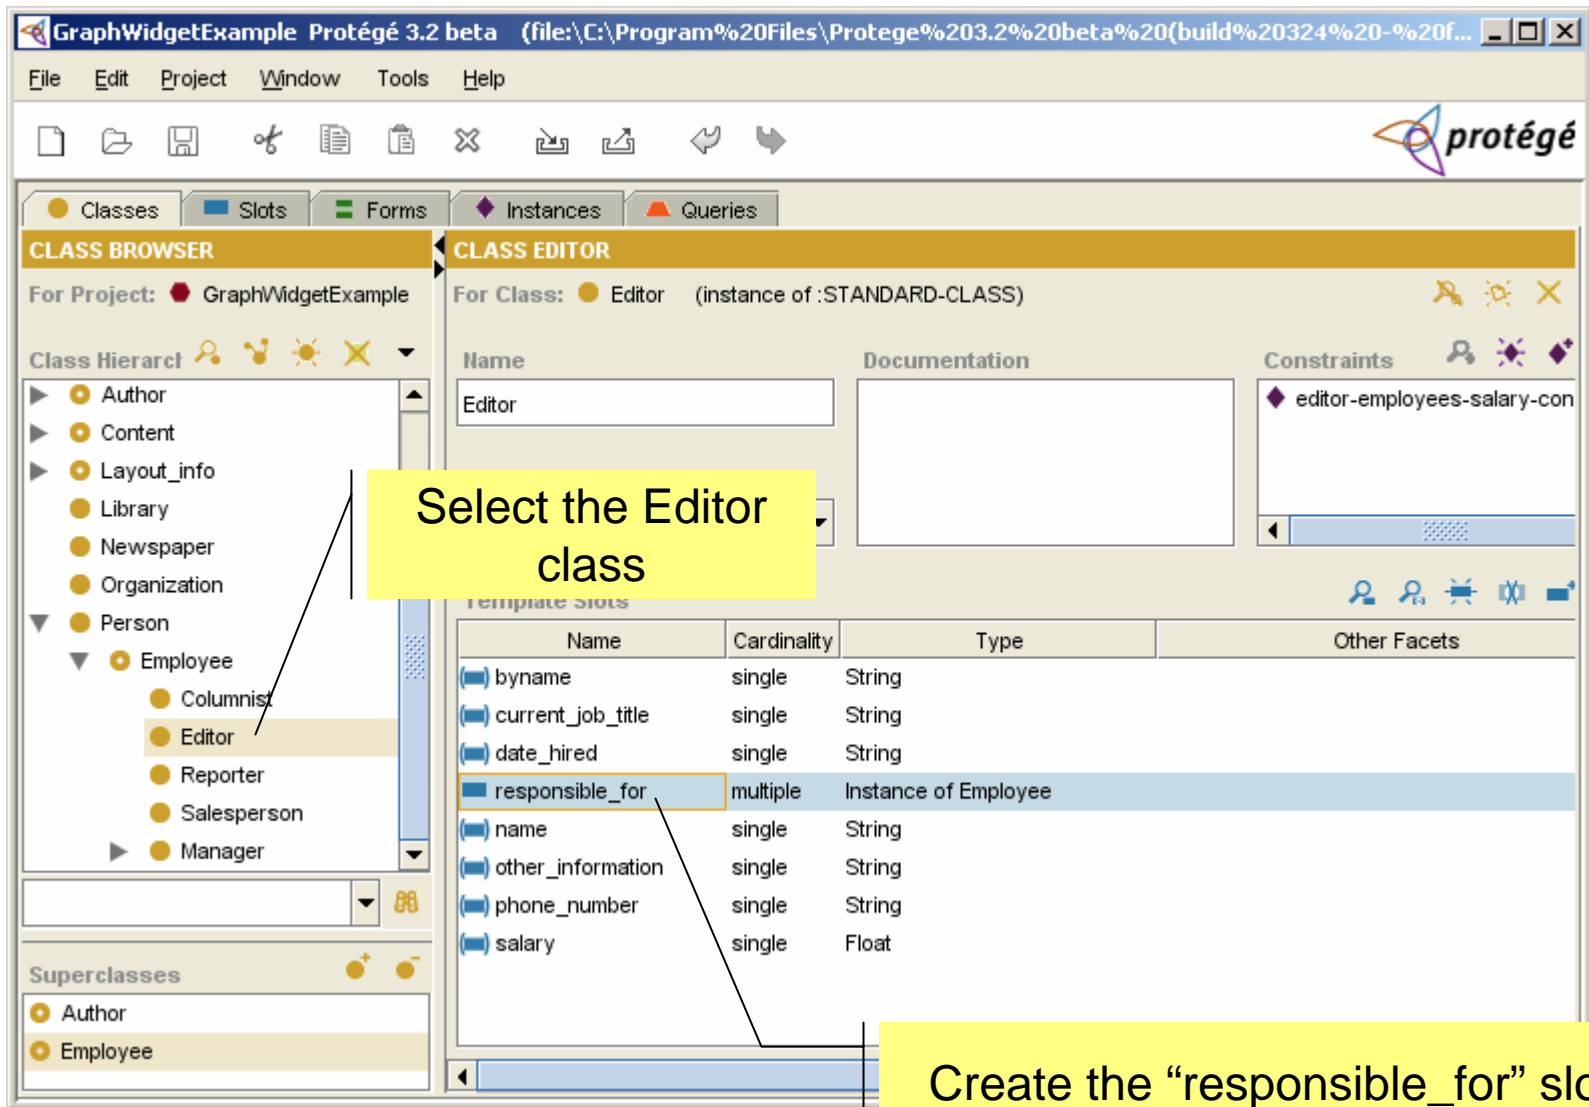 GraphWidgetExample Protégé 3.2 beta (file:\C:\Program%20Files\Protege%203.2%20beta%20(build%20324%20-%20f...
File Edit Project Window Tools Help
protégé
Classes Slots Forms Instances Queries
CLASS BROWSER
For Project: GraphWidgetExample
Class Hierarch
Author
Content
Layout_info
Library
Newspaper
Organization
Person
Employee
Columnist
Editor
Reporter
Salesperson
Manager
Superclasses
Author
Employee
CLASS EDITOR
For Class: Editor (instance of :STANDARD-CLASS)
Name Documentation Constraints
Editor
editor-employees-salary-con
Select the Editor
class
Template Slots
Name Cardinality Type Other Facets
byname single String
current_job_title single String
date_hired single String
responsible_for multiple Instance of Employee
name single String
other_information single String
phone_number single String
salary single Float
Create the “responsible_for” slo